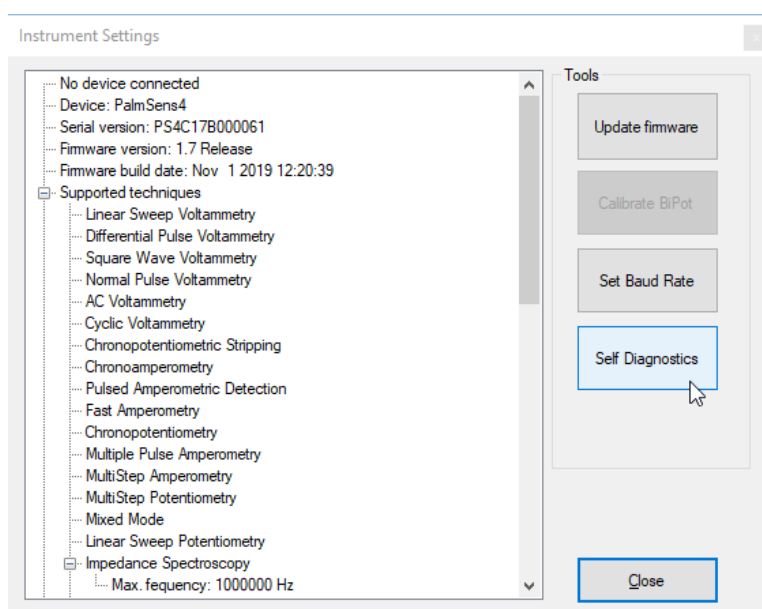 Instrument Settings
No device connected
Device: PalmSens4
Serial version: PS4C17B000061
Firmware version: 1.7 Release
Firmware build date: Nov 1 2019 12:20:39
Supported techniques
Linear Sweep Voltammetry
Differential Pulse Voltammetry
Square Wave Voltammetry
Normal Pulse Voltammetry
AC Voltammetry
Cyclic Voltammetry
Chronopotentiometric Stripping
Chronoamperometry
Pulsed Amperometric Detection
Fast Amperometry
Chronopotentiometry
Multiple Pulse Amperometry
MultiStep Amperometry
MultiStep Potentiometry
Mixed Mode
Linear Sweep Potentiometry
Impedance Spectroscopy
Max. fequency: 1000000 Hz
Tools
Update firmware
Calibrate BiPot
Set Baud Rate
Self Diagnostics
Close